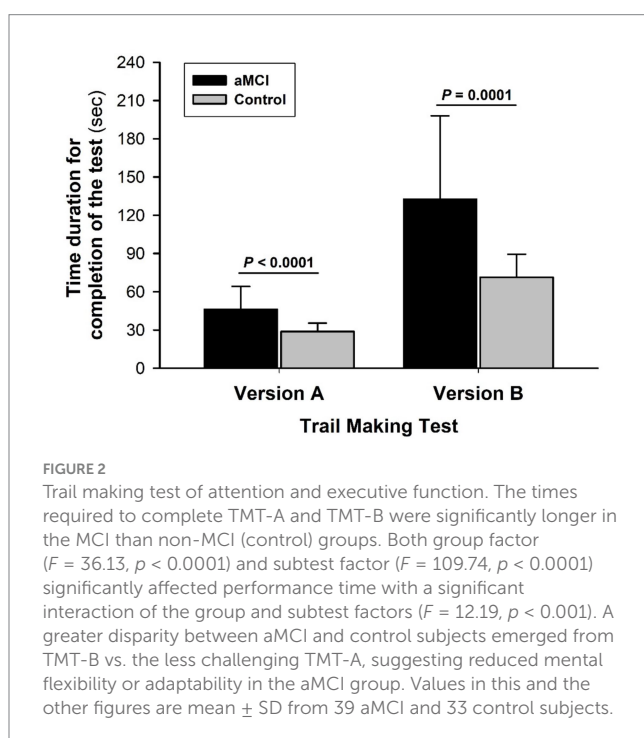 240
210
180
150
120
90
60
30
0
Time duration for
completion of the test (sec)
aMCI
Control
P < 0.0001
P = 0.0001
Version A
Version B
Trail Making Test
FIGURE 2
Trail making test of attention and executive function. The times
required to complete TMT-A and TMT-B were significantly longer in
the MCI than non-MCI (control) groups. Both group factor
(F = 36.13, p < 0.0001) and subtest factor (F = 109.74, p < 0.0001)
significantly affected performance time with a significant
interaction of the group and subtest factors (F = 12.19, p < 0.001). A
greater disparity between aMCI and control subjects emerged from
TMT-B vs. the less challenging TMT-A, suggesting reduced mental
flexibility or adaptability in the aMCI group. Values in this and the
other figures are mean ± SD from 39 aMCI and 33 control subjects.